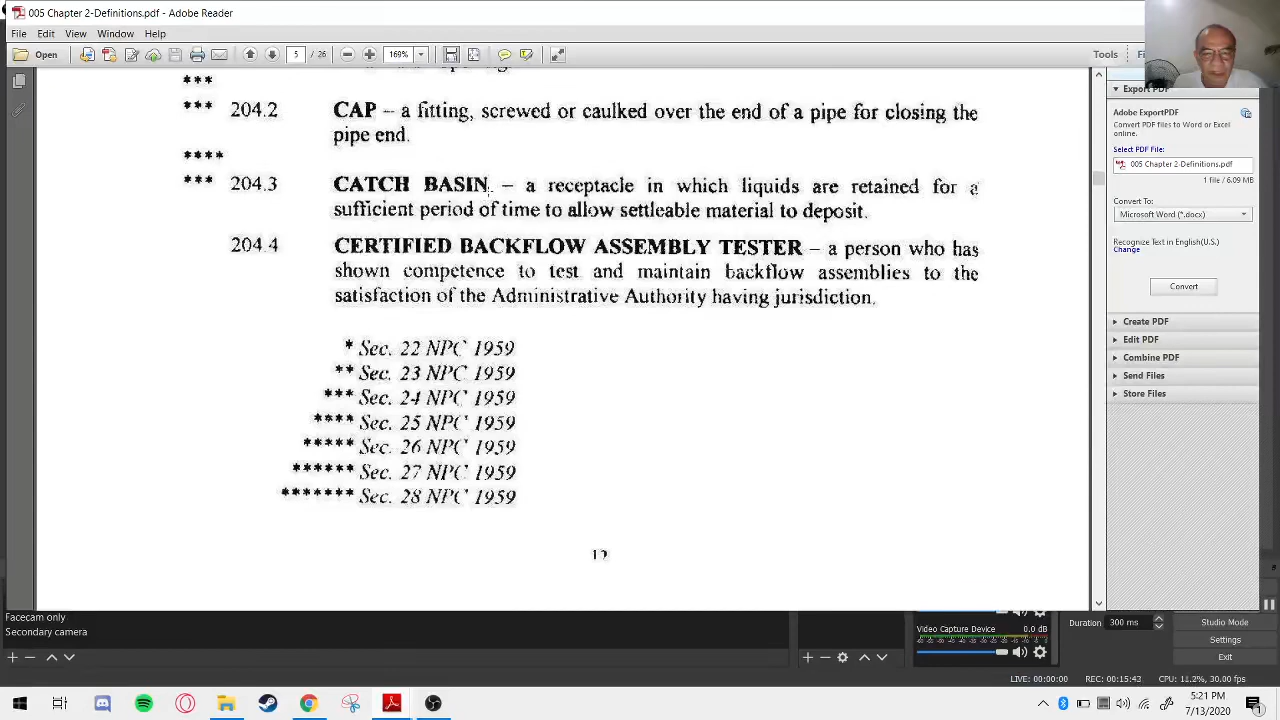 005 Chapter 2-Definitions.pdf - Adobe Reader
File Edit View Window Help
Open 5 / 26 169% Tools
***
*** 204.2 CAP – a fitting, screwed or caulked over the end of a pipe for closing the
pipe end.
****
*** 204.3 CATCH BASIN – a receptacle in which liquids are retained for a
sufficient period of time to allow settleable material to deposit.
204.4 CERTIFIED BACKFLOW ASSEMBLY TESTER – a person who has
shown competence to test and maintain backflow assemblies to the
satisfaction of the Administrative Authority having jurisdiction.
* Sec. 22 NPC 1959
** Sec. 23 NPC 1959
*** Sec. 24 NPC 1959
**** Sec. 25 NPC 1959
***** Sec. 26 NPC 1959
****** Sec. 27 NPC 1959
******* Sec. 28 NPC 1959
12
Export PDF
Adobe ExportPDF
Convert PDF files to Word or Excel
online.
Select PDF File:
005 Chapter 2-Definitions.pdf
1 file / 6.09 MB
Convert To:
Microsoft Word (*.docx)
Recognize Text in English(U.S.)
Change
Convert
Create PDF
Edit PDF
Combine PDF
Send Files
Store Files
Facecam only
Secondary camera
Video Capture Device 0.0 dB
Duration 300 ms
Studio Mode
Settings
Exit
LIVE: 00:00:00 REC: 00:15:43 CPU: 11.2%, 30.00 fps
5:21 PM
7/13/2020